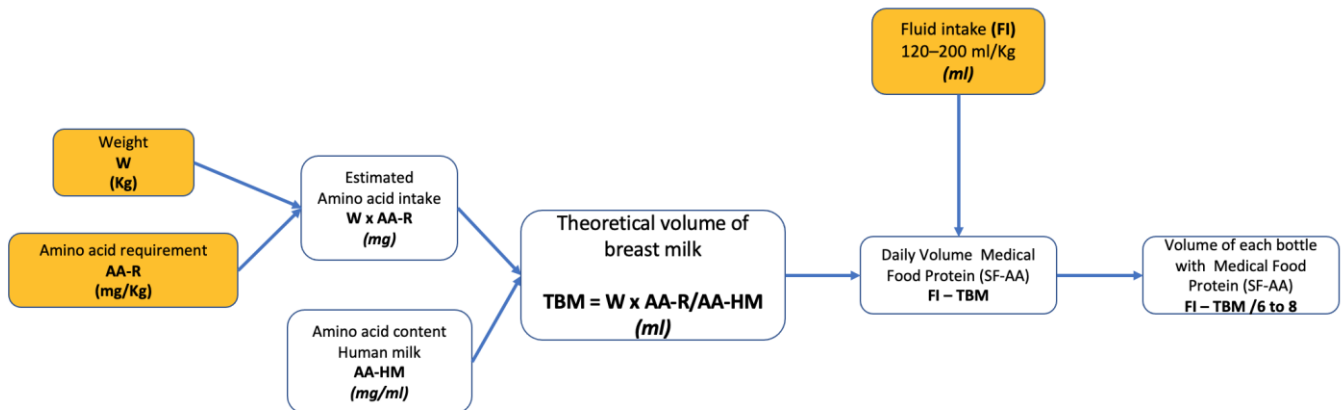 Weight
W
(Kg)
Amino acid requirement
AA-R
(mg/Kg)
Estimated
Amino acid intake
W x AA-R
(mg)
Amino acid content
Human milk
AA-HM
(mg/ml)
Theoretical volume of
breast milk
TBM = W x AA-R/AA-HM
(ml)
Fluid intake (FI)
120–200 ml/Kg
(ml)
Daily Volume Medical
Food Protein (SF-AA)
FI – TBM
Volume of each bottle
with Medical Food
Protein (SF-AA)
FI – TBM /6 to 8